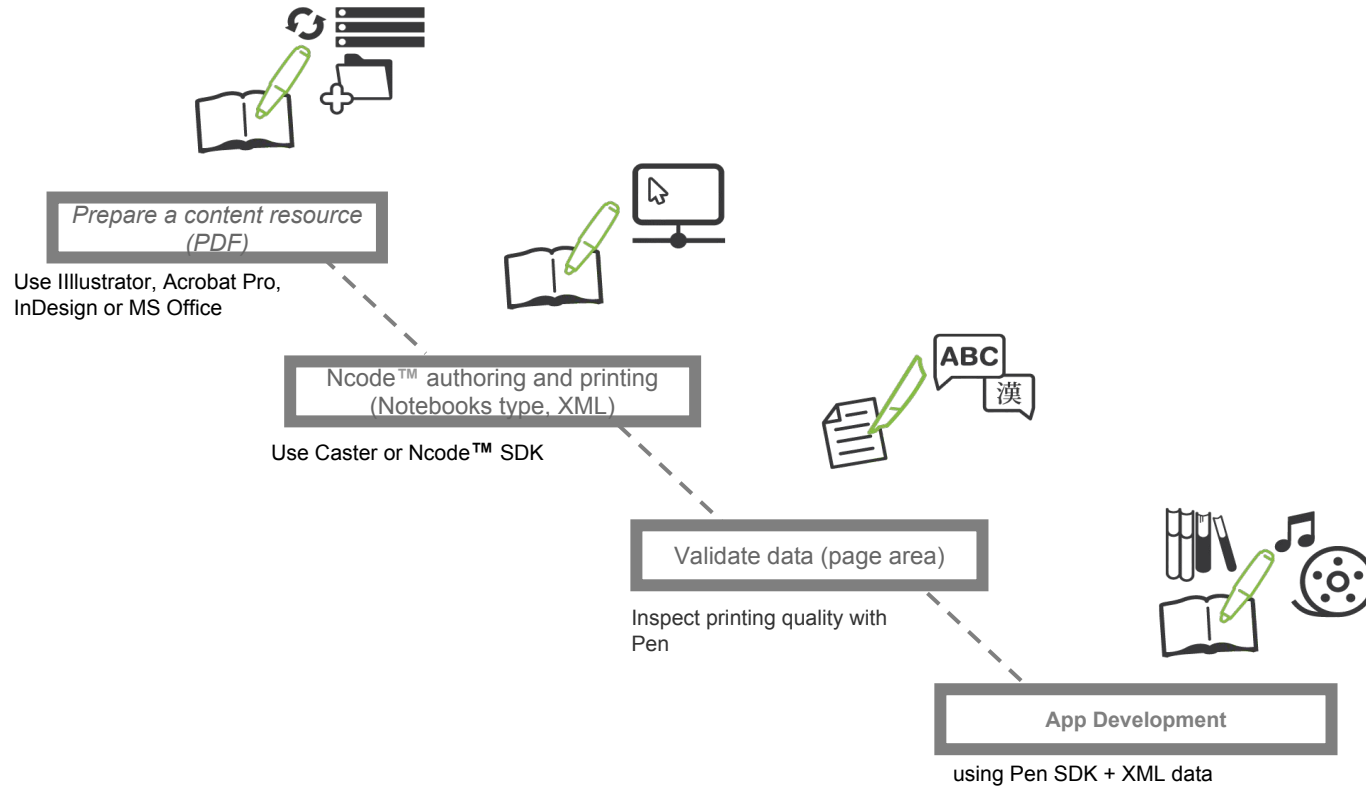 Prepare a content resource
(PDF)
Use IIllustrator, Acrobat Pro,
InDesign or MS Office
Ncode™ authoring and printing
(Notebooks type, XML)
Use Caster or Ncode™ SDK
ABC
漢
Validate data (page area)
Inspect printing quality with
Pen
App Development
using Pen SDK + XML data